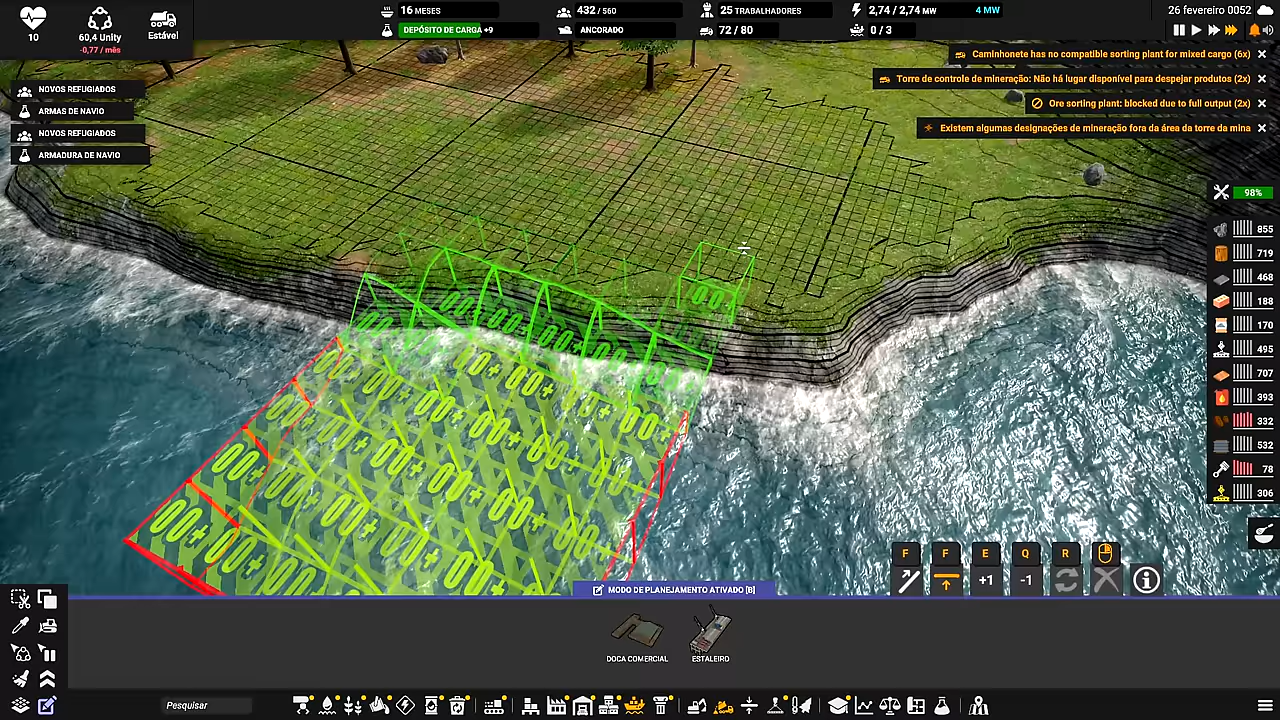 16 MESES
432 / 560
25 TRABALHADORES
2,74 / 2,74 MW
4 MW
26 fevereiro 0052
10
60,4 Unity
-0,77 / mês
Estável
DEPÓSITO DE CARGA +9
ANCORADO
72 / 80
0 / 3
Caminhonete has no compatible sorting plant for mixed cargo (6x)
Torre de controle de mineração: Não há lugar disponível para despejar produtos (2x)
Ore sorting plant: blocked due to full output (2x)
Existem algumas designações de mineração fora da área da torre da mina
NOVOS REFUGIADOS
ARMAS DE NAVIO
NOVOS REFUGIADOS
ARMADURA DE NAVIO
98%
855
719
468
188
170
495
707
393
332
532
78
306
F
F
E
Q
R
+1
-1
MODO DE PLANEJAMENTO ATIVADO [B]
DOCA COMERCIAL
ESTALEIRO
Pesquisar